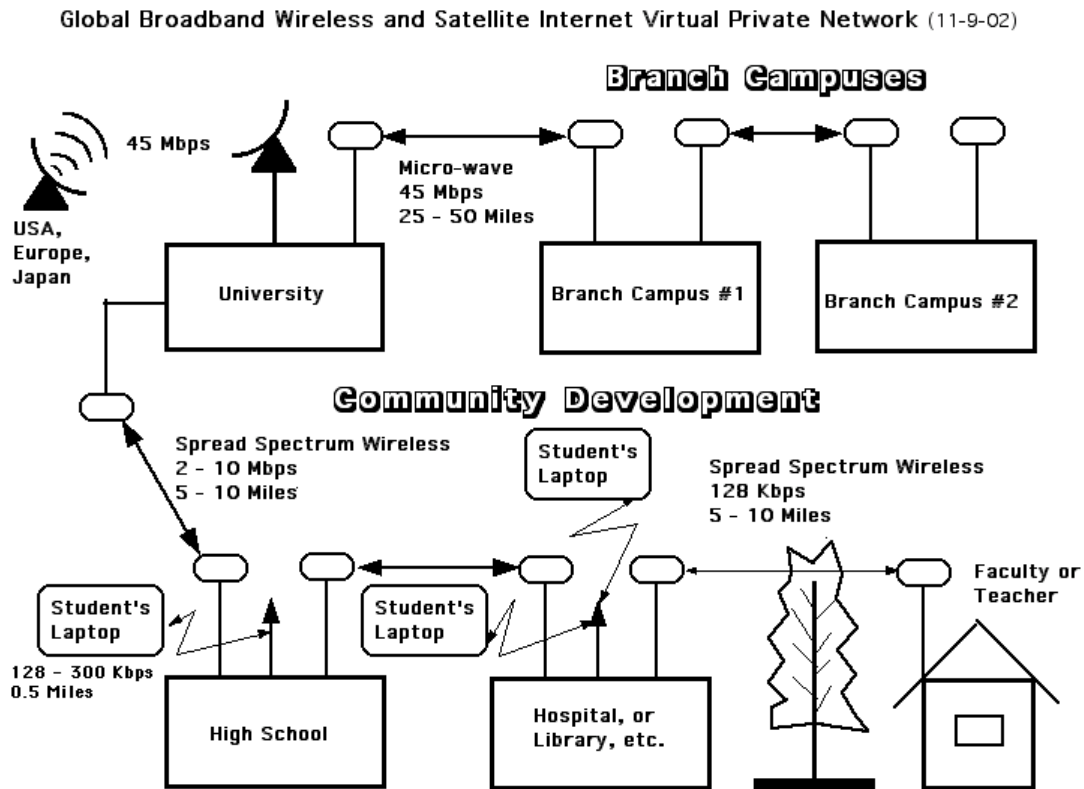 Global Broadband Wireless and Satellite Internet Virtual Private Network (11-9-02)
Branch Campuses
45 Mbps
USA,
Europe,
Japan
Micro-wave
45 Mbps
25 - 50 Miles
University
Branch Campus #1
Branch Campus #2
Community Development
Spread Spectrum Wireless
2 - 10 Mbps
5 - 10 Miles
Student's
Laptop
Spread Spectrum Wireless
128 Kbps
5 - 10 Miles
Student's
Laptop
128 - 300 Kbps
0.5 Miles
Student's
Laptop
Faculty or
Teacher
High School
Hospital, or
Library, etc.